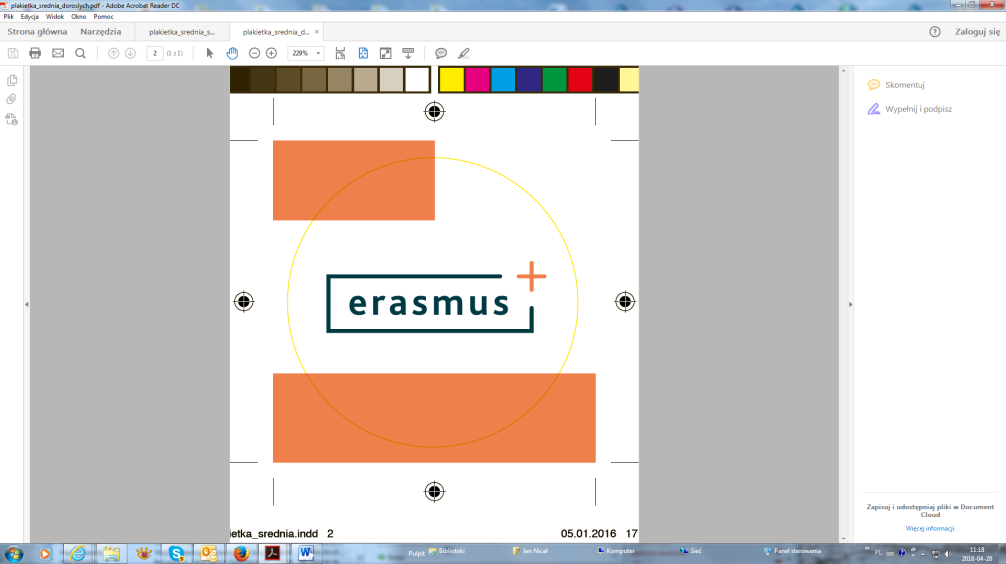 plakietka_srednia_doroslych.pdf - Adobe Acrobat Reader DC
Plik Edycja Widok Okno Pomoc
Strona główna Narzędzia plakietka_srednia_s... plakietka_srednia_d... × Zaloguj się
2 (2 z 2) 229%
Skomentuj
Wypełnij i podpisz
erasmus+
ietka_srednia.indd 2 05.01.2016 17
Zapisuj i udostępniaj pliki w Document
Cloud
Więcej informacji
Pulpit Biblioteki Jan Nical Komputer Sieć Panel sterowania PL 11:18
2016-04-20